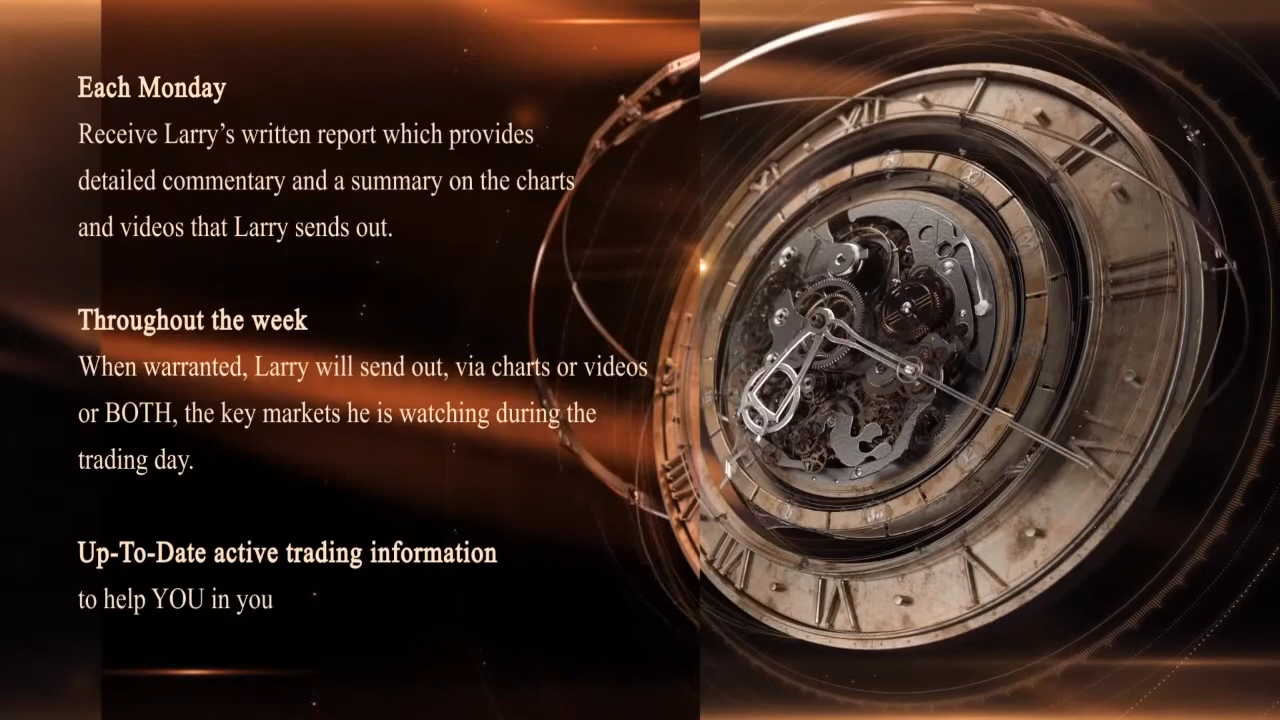 Each Monday
Receive Larry’s written report which provides
detailed commentary and a summary on the charts
and videos that Larry sends out.
Throughout the week
When warranted, Larry will send out, via charts or videos
or BOTH, the key markets he is watching during the
trading day.
Up-To-Date active trading information
to help YOU in you